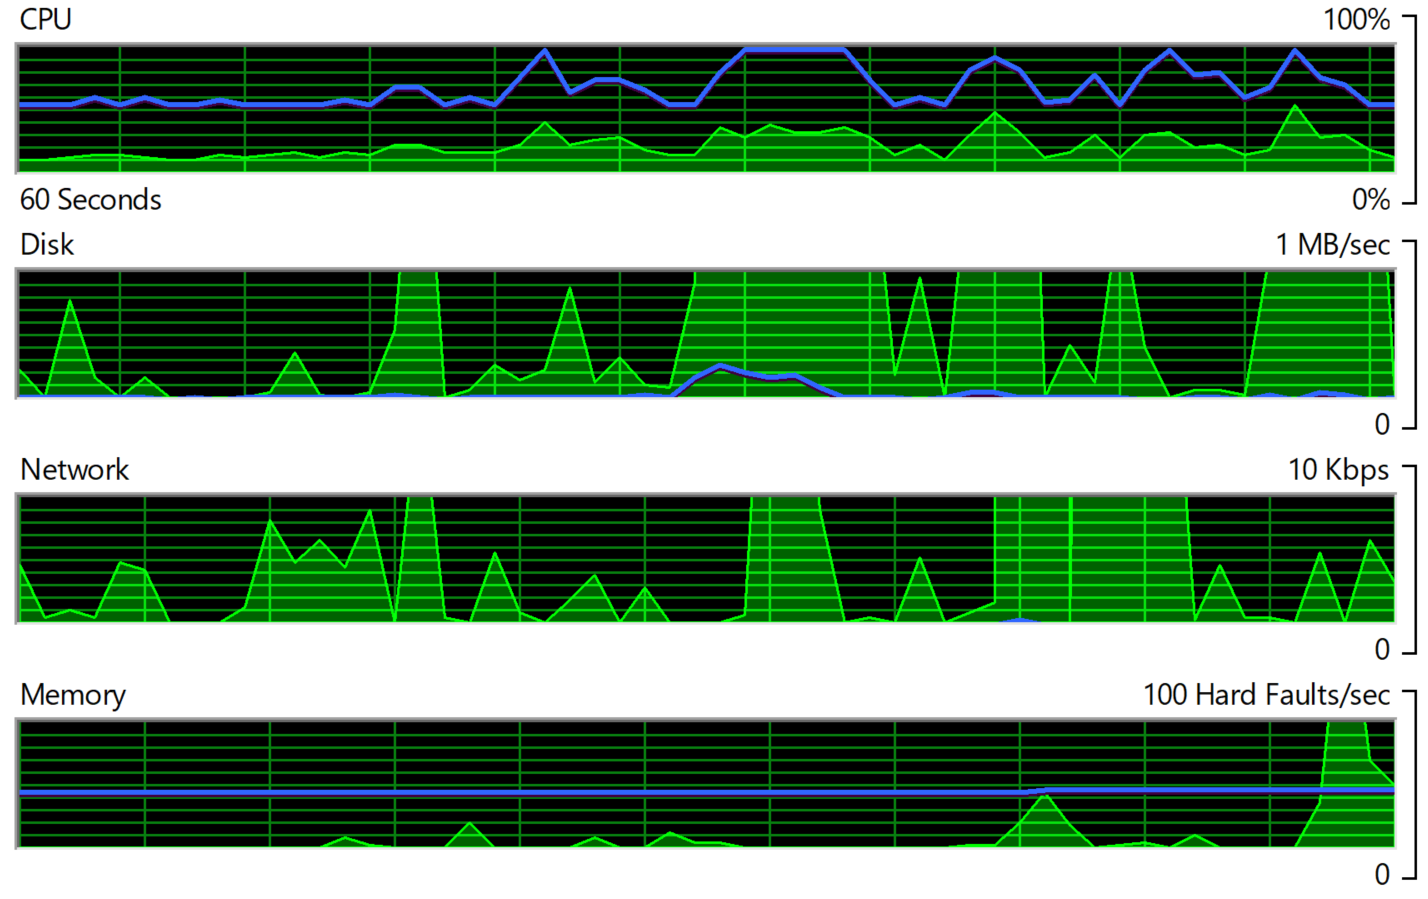 CPU 100%
60 Seconds 0%
Disk 1 MB/sec
0
Network 10 Kbps
0
Memory 100 Hard Faults/sec
0